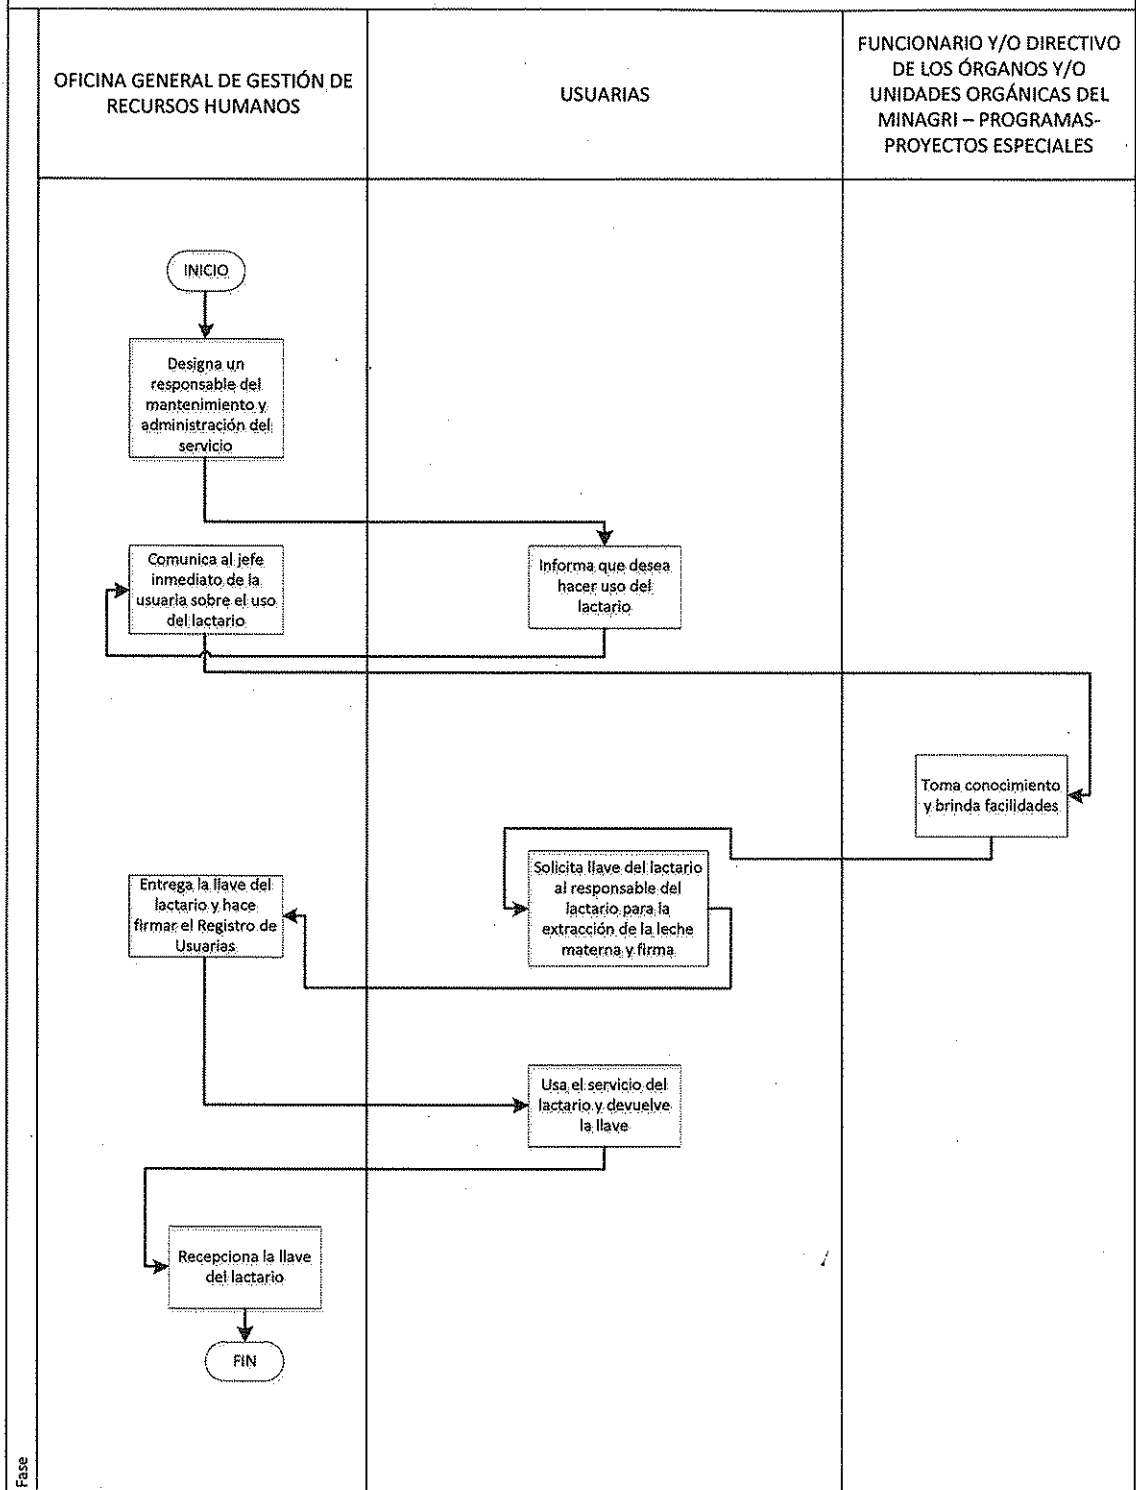 OFICINA GENERAL DE GESTIÓN DE
RECURSOS HUMANOS
USUARIAS
FUNCIONARIO Y/O DIRECTIVO
DE LOS ÓRGANOS Y/O
UNIDADES ORGÁNICAS DEL
MINAGRI – PROGRAMAS-
PROYECTOS ESPECIALES
INICIO
Designa un
responsable del
mantenimiento y
administración del
servicio
Comunica al jefe
inmediato de la
usuaria sobre el uso
del lactario
Informa que desea
hacer uso del
lactario
Toma conocimiento
y brinda facilidades
Solicita llave del lactario
al responsable del
lactario para la
extracción de la leche
materna y firma
Entrega la llave del
lactario y hace
firmar el Registro de
Usuarias
Usa el servicio del
lactario y devuelve
la llave
Recepciona la llave
del lactario
FIN
Fase